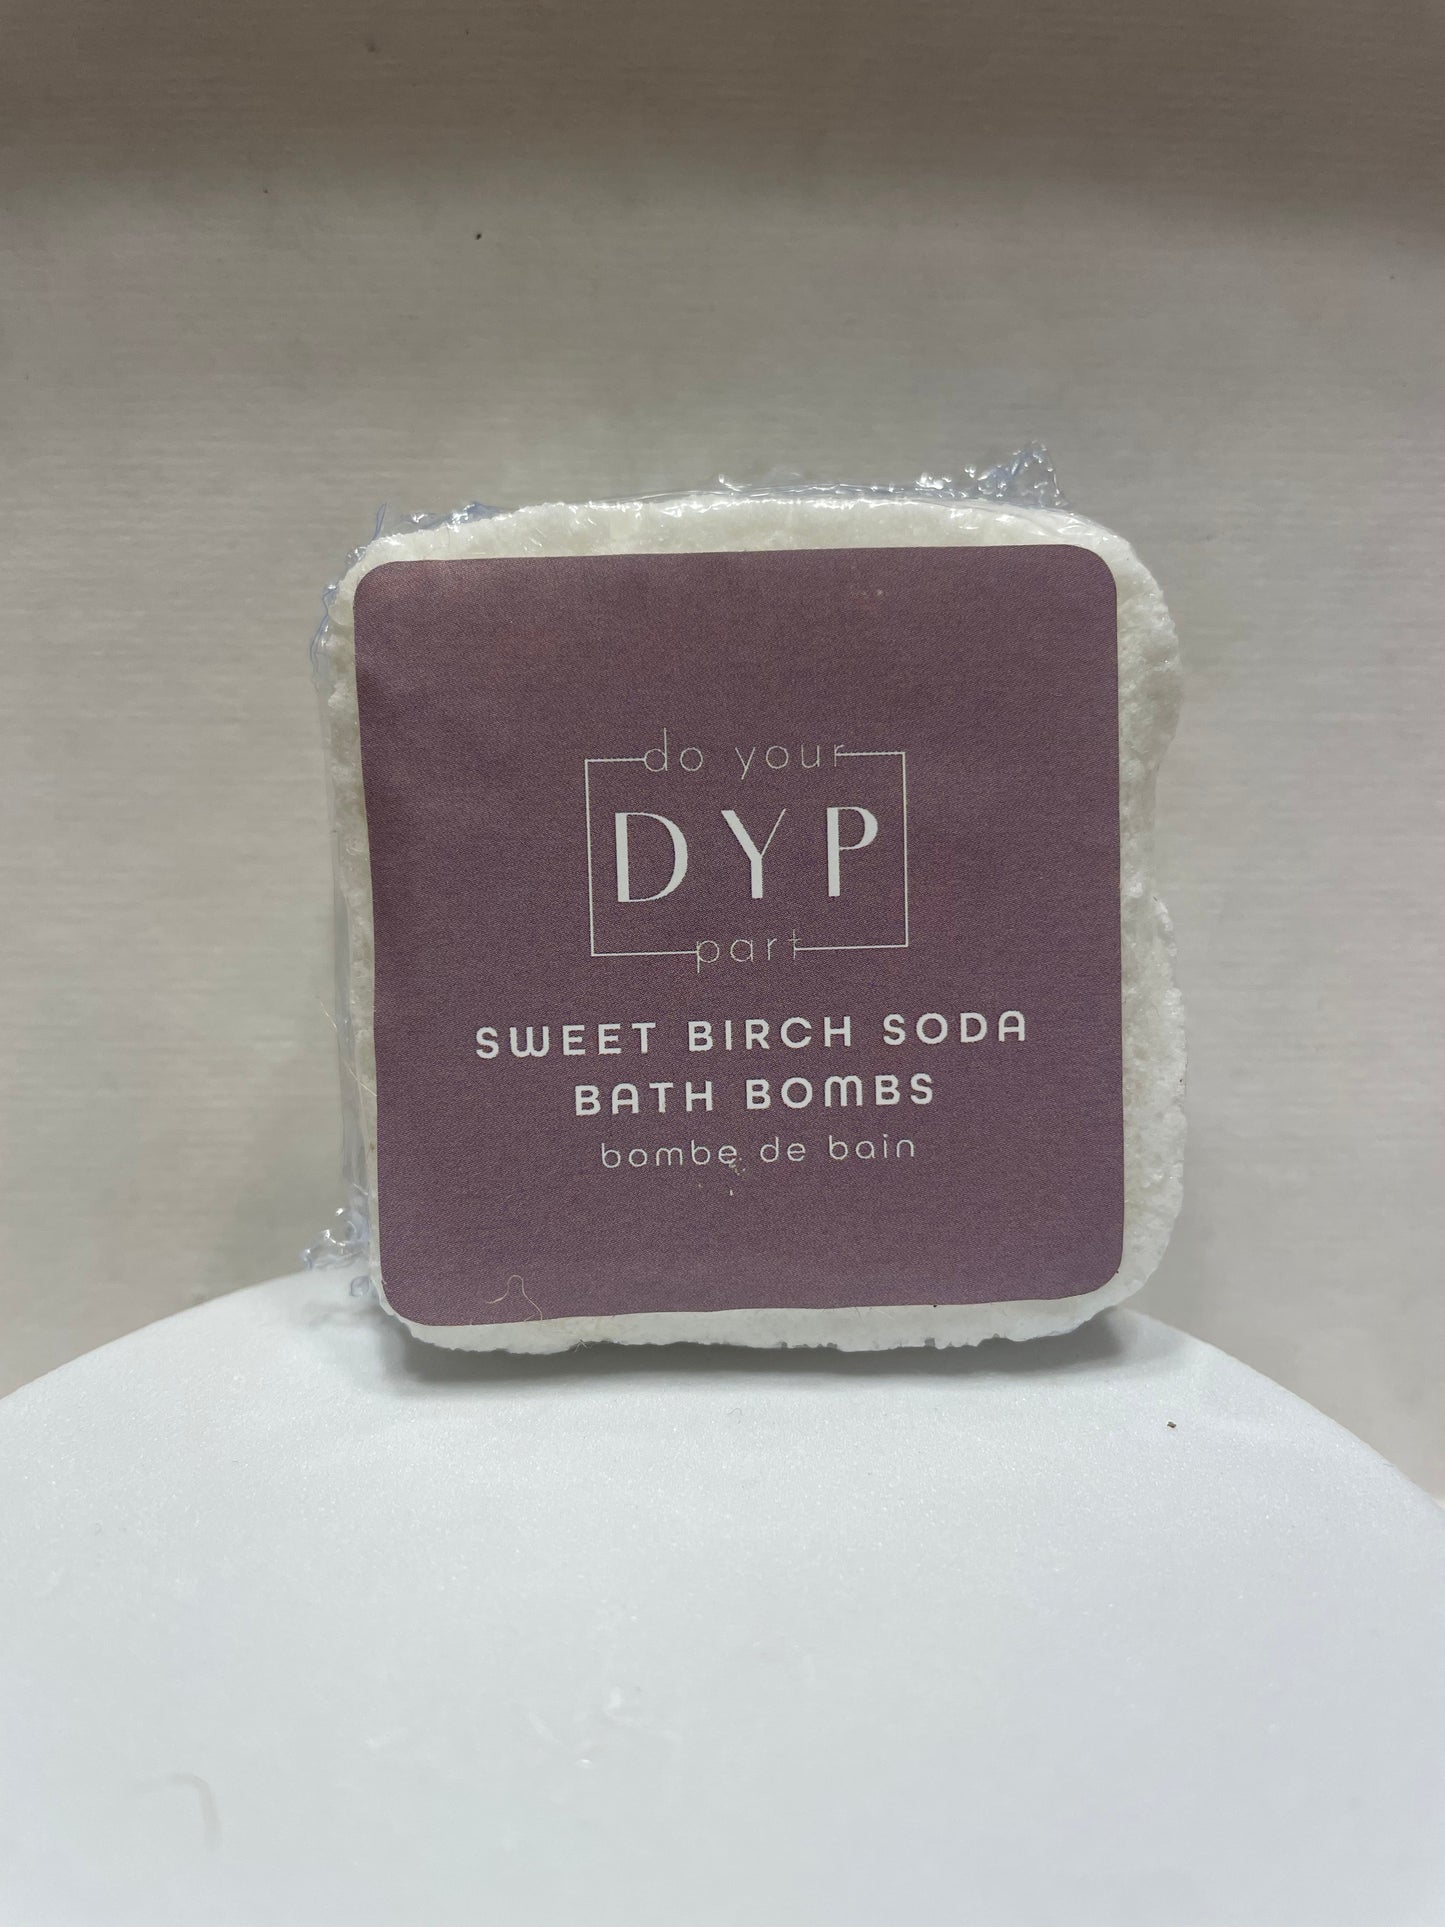 do your
DYP
part
SWEET BIRCH SODA
BATH BOMBS
bombe de bain